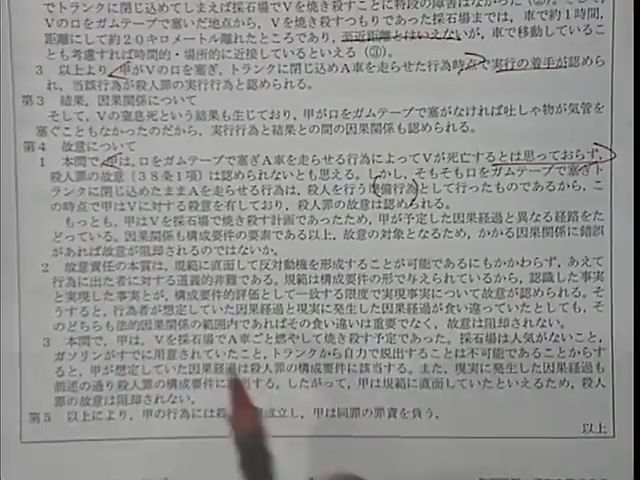 でトランクに閉じ込めてしまえば採石場でVを焼き殺すことに特段の障害はなかった(②)。そして、
Vの口をガムテープで塞いだ地点から、Vを焼き殺すつもりであった採石場までは、車で約1時間、
距離にして約20キロメートル離れたところであり、至近距離とはいえないが、車で移動しているこ
とも考慮すれば時間的・場所的に近接しているといえる(③)。
3 以上より、甲がVの口を塞ぎ、トランクに閉じ込めA車を走らせた行為時点で実行の着手が認めら
れ、当該行為が殺人罪の実行行為と認められる。
第3 結果、因果関係について
そして、Vの窒息死という結果も生じており、甲が口をガムテープで塞がなければ吐しゃ物が気管を
塞ぐこともなかったのだから、実行行為と結果との間の因果関係も認められる。
第4 故意について
1 本問で、甲は、口をガムテープで塞ぎA車を走らせる行為によってVが死亡するとは思っておらず、
殺人罪の故意(38条1項)は認められないとも思える。しかし、そもそも口をガムテープで塞ぎト
ランクに閉じ込めたままAを走らせる行為は、殺人を行う準備行為として行ったものであるから、こ
の時点で甲はVに対する殺意を有しており、殺人罪の故意は認められる。
もっとも、甲はVを採石場で焼き殺す計画であったため、甲が予定した因果経過と異なる経路をた
どっている。因果関係も構成要件の要素である以上、故意の対象となるため、かかる因果関係に錯誤
があれば故意が阻却されるのではないか。
2 故意責任の本質は、規範に直面して反対動機を形成することが可能であるにもかかわらず、あえて
行為に出た者に対する道義的非難である。規範は構成要件の形で与えられているから、認識した事実
と実現した事実とが、構成要件的評価として一致する限度で実現事実について故意が認められる。そ
うすると、行為者が想定していた因果経過と現実に発生した因果経過が食い違っていたとしても、そ
のどちらも法的因果関係の範囲内であればその食い違いは重要でなく、故意は阻却されない。
3 本問で、甲は、Vを採石場でA車ごと燃やして焼き殺す予定であった。採石場は人気がないこと、
ガソリンがすでに用意されていたこと、トランクから自力で脱出することは不可能であることからす
ると、甲が想定していた因果経過は殺人罪の構成要件に該当する。また、現実に発生した因果経過も
前述の通り殺人罪の構成要件に該当する。したがって、甲は規範に直面していたといえるため、殺人
罪の故意は阻却されない。
第5 以上により、甲の行為には殺 成立し、甲は同罪の罪責を負う。
以上